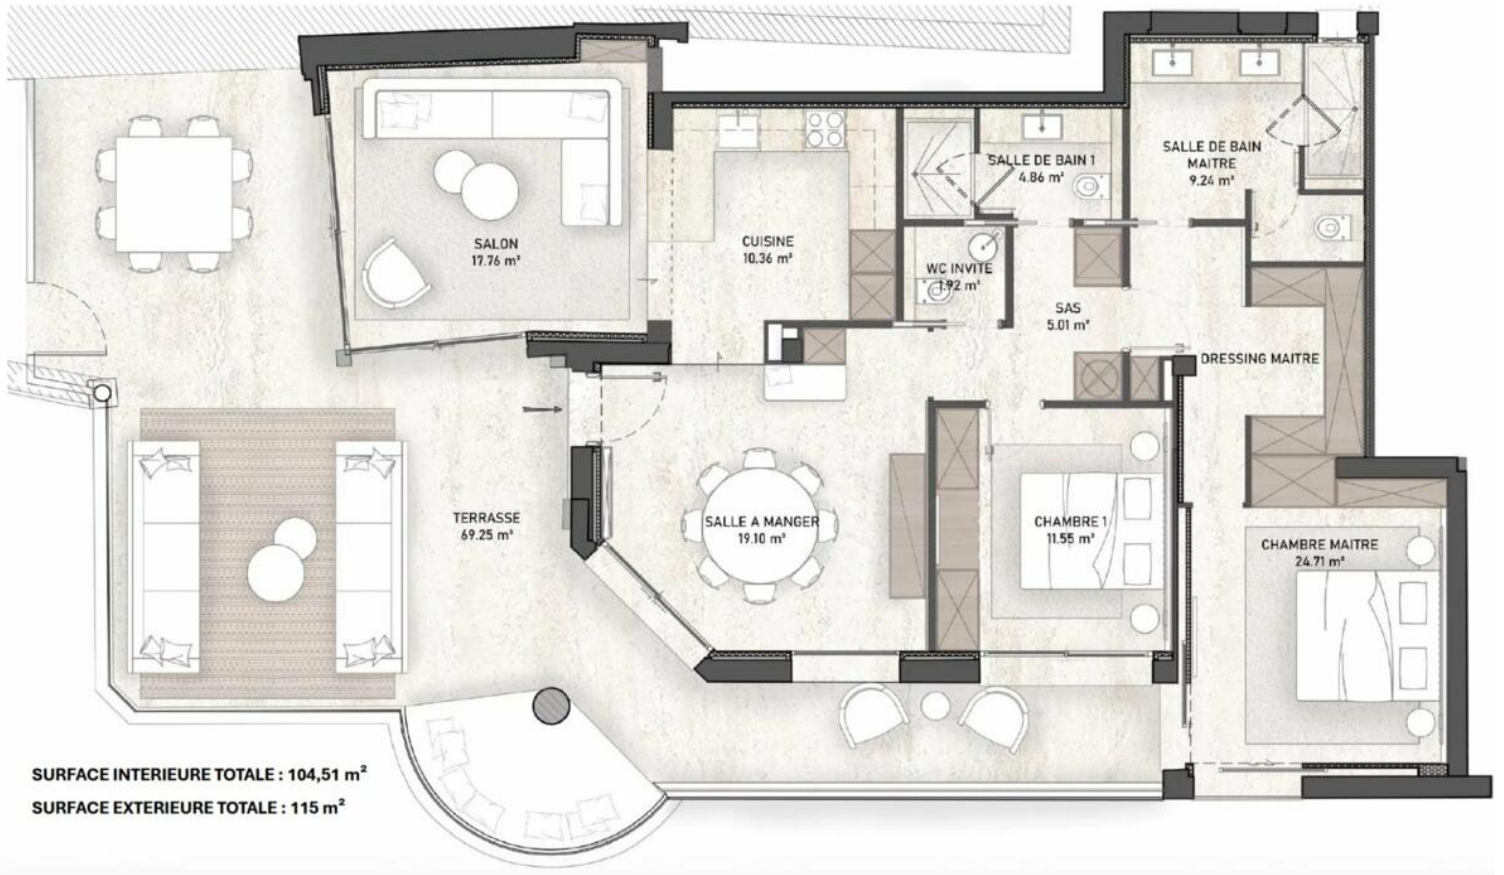 SALLE DE BAIN
MAITRE
9.24 m²
SALLE DE BAIN 1
4.86 m²
SALON
17.76 m²
CUISINE
10.36 m²
WC INVITE
1.92 m²
SAS
5.01 m²
DRESSING MAITRE
TERRASSE
69.25 m²
SALLE A MANGER
19.10 m²
CHAMBRE 1
11.55 m²
CHAMBRE MAITRE
24.71 m²
SURFACE INTERIEURE TOTALE : 104,51 m²
SURFACE EXTERIEURE TOTALE : 115 m²